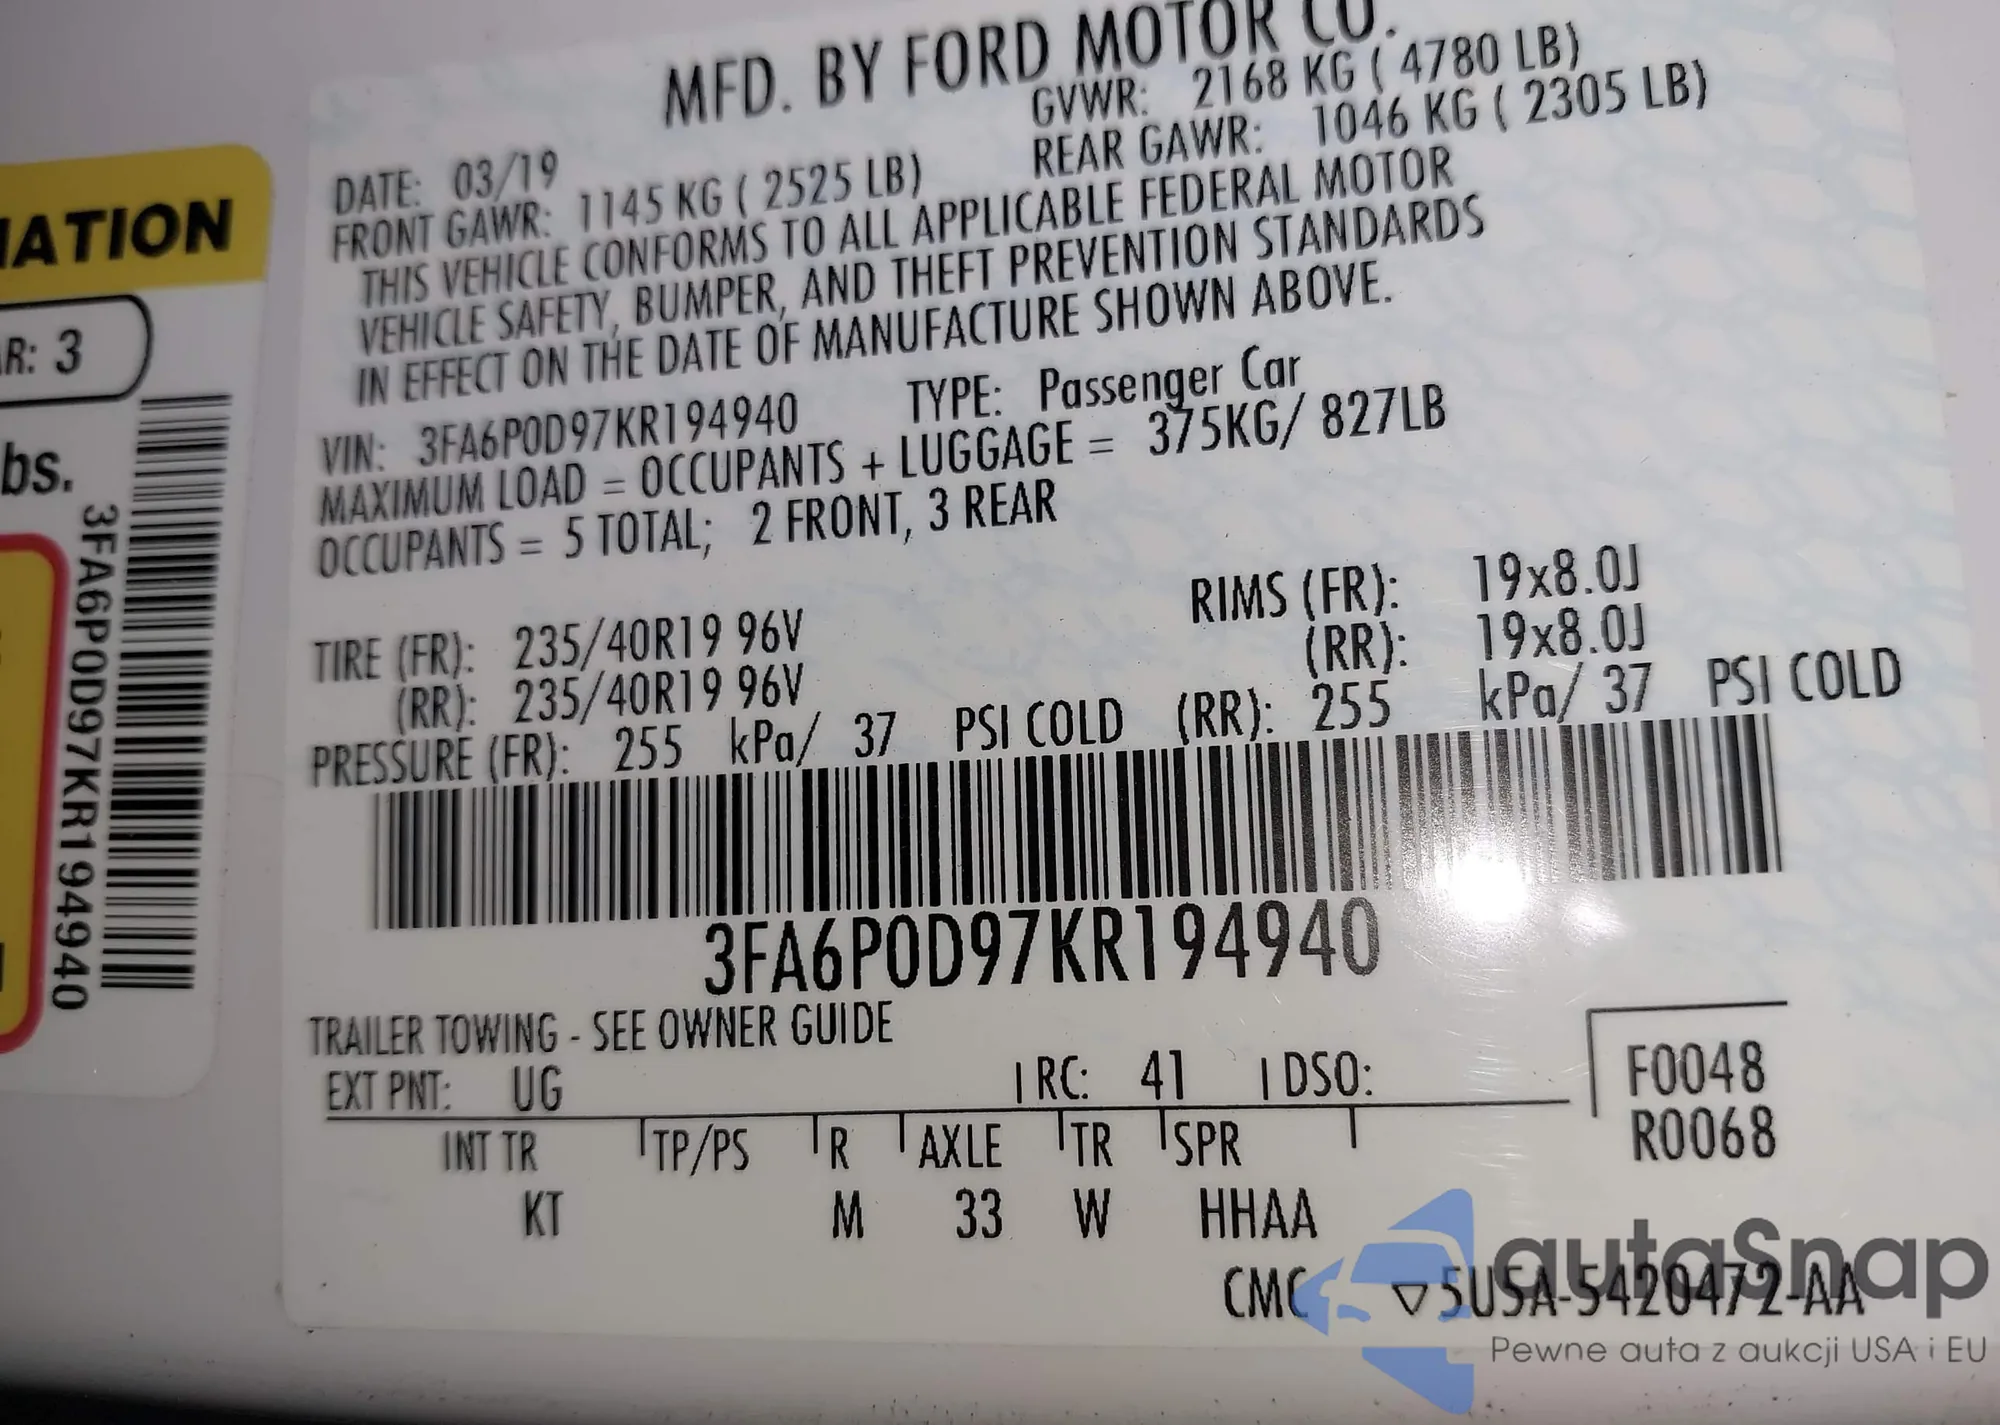 MFD. BY FORD MOTOR CO.
DATE: 03/19 GVWR: 2168 KG ( 4780 LB)
FRONT GAWR: 1145 KG ( 2525 LB) REAR GAWR: 1046 KG ( 2305 LB)
THIS VEHICLE CONFORMS TO ALL APPLICABLE FEDERAL MOTOR
VEHICLE SAFETY, BUMPER, AND THEFT PREVENTION STANDARDS
IN EFFECT ON THE DATE OF MANUFACTURE SHOWN ABOVE.
VIN: 3FA6P0D97KR194940 TYPE: Passenger Car
MAXIMUM LOAD = OCCUPANTS + LUGGAGE = 375KG/ 827LB
OCCUPANTS = 5 TOTAL; 2 FRONT, 3 REAR
TIRE (FR): 235/40R19 96V RIMS (FR): 19x8.0J
(RR): 235/40R19 96V (RR): 19x8.0J
PRESSURE (FR): 255 kPa/ 37 PSI COLD (RR): 255 kPa/ 37 PSI COLD
3FA6P0D97KR194940
TRAILER TOWING - SEE OWNER GUIDE
EXT PNT: UG RC: 41 DSO:
F0048
R0068
INT TR TP/PS R AXLE TR SPR
KT M 33 W HHAA
CMC ▽5U5A-5420472-AA
R: 3
3FA6P0D97KR194940
autoSnap
Pewne auta z aukcji USA i EU